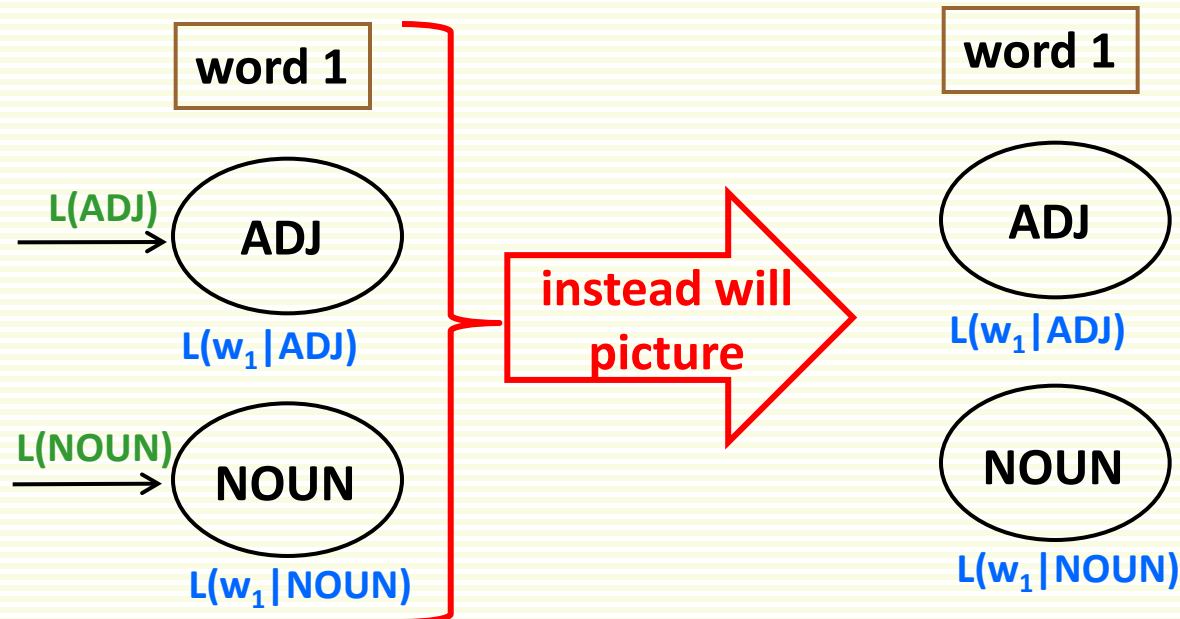 word 1
L(ADJ)
ADJ
L(w₁|ADJ)
L(NOUN)
NOUN
L(w₁|NOUN)
instead will
picture
word 1
ADJ
L(w₁|ADJ)
NOUN
L(w₁|NOUN)